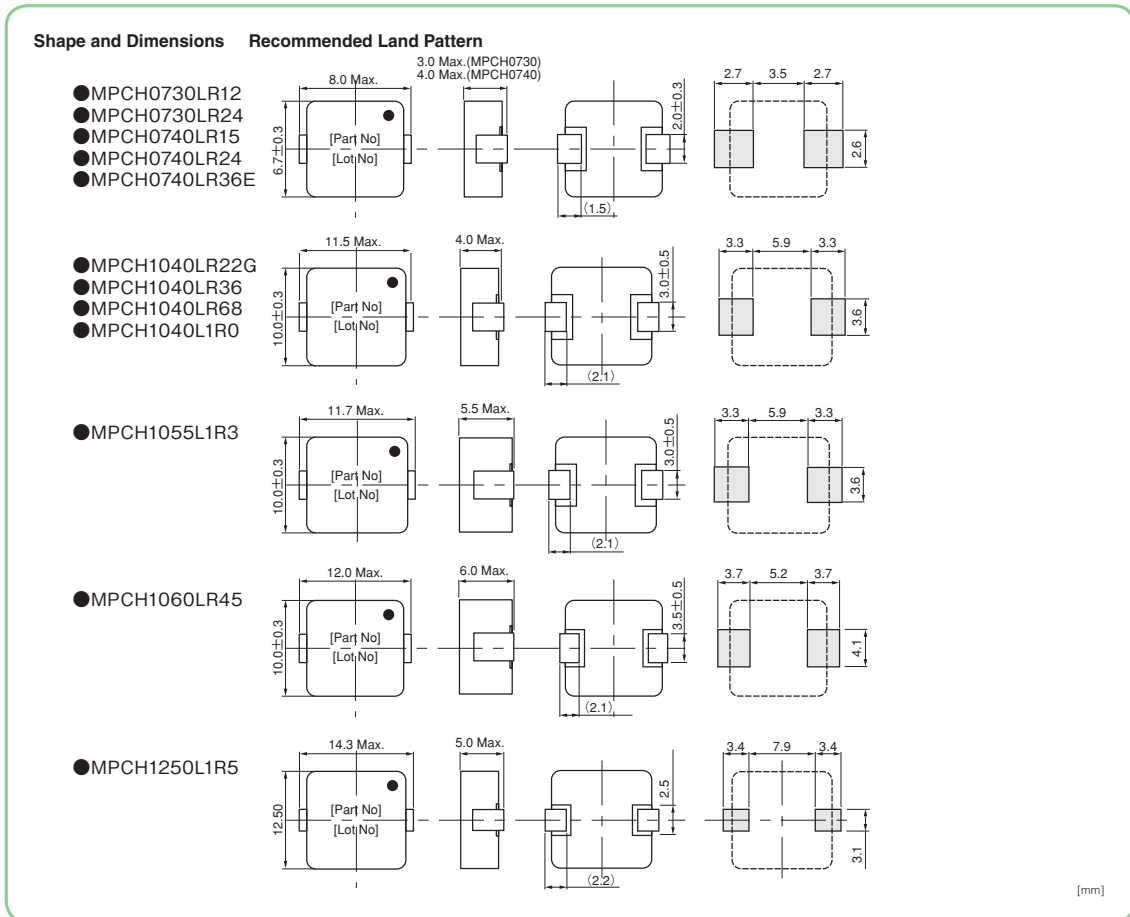 Shape and Dimensions Recommended Land Pattern
●MPCH0730LR12
●MPCH0730LR24
●MPCH0740LR15
●MPCH0740LR24
●MPCH0740LR36E
8.0 Max.
6.7±0.3
[Part No]
[Lot No]
3.0 Max.(MPCH0730)
4.0 Max.(MPCH0740)
2.0±0.3
(1.5)
2.7 3.5 2.7
2.6
●MPCH1040LR22G
●MPCH1040LR36
●MPCH1040LR68
●MPCH1040L1R0
11.5 Max.
10.0±0.3
[Part No]
[Lot No]
4.0 Max.
3.0±0.5
(2.1)
3.3 5.9 3.3
3.6
●MPCH1055L1R3
11.7 Max.
10.0±0.3
[Part No]
[Lot No]
5.5 Max.
3.0±0.5
(2.1)
3.3 5.9 3.3
3.6
●MPCH1060LR45
12.0 Max.
10.0±0.3
[Part No]
[Lot No]
6.0 Max.
3.5±0.5
(2.1)
3.7 5.2 3.7
4.1
●MPCH1250L1R5
14.3 Max.
12.50
[Part No]
[Lot No]
5.0 Max.
2.5
(2.2)
3.4 7.9 3.4
3.1
[mm]